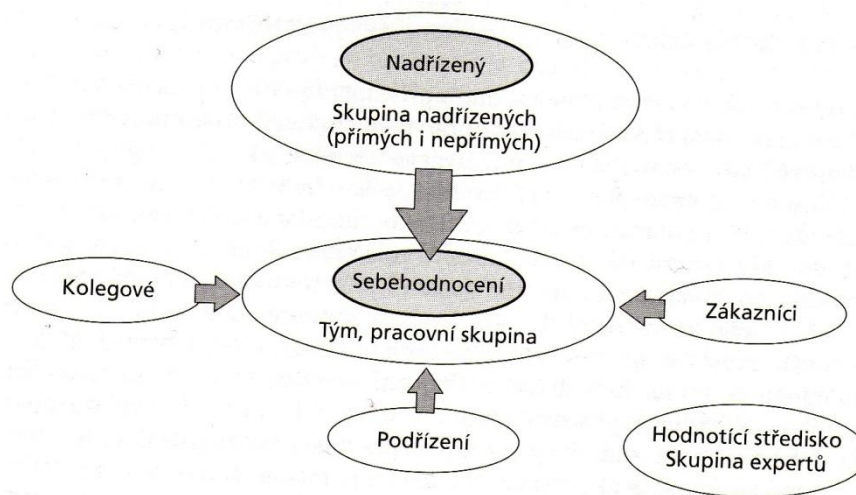 Nadřízený
Skupina nadřízených
(přímých i nepřímých)
Kolegové
Sebehodnocení
Tým, pracovní skupina
Zákazníci
Podřízení
Hodnotící středisko
Skupina expertů